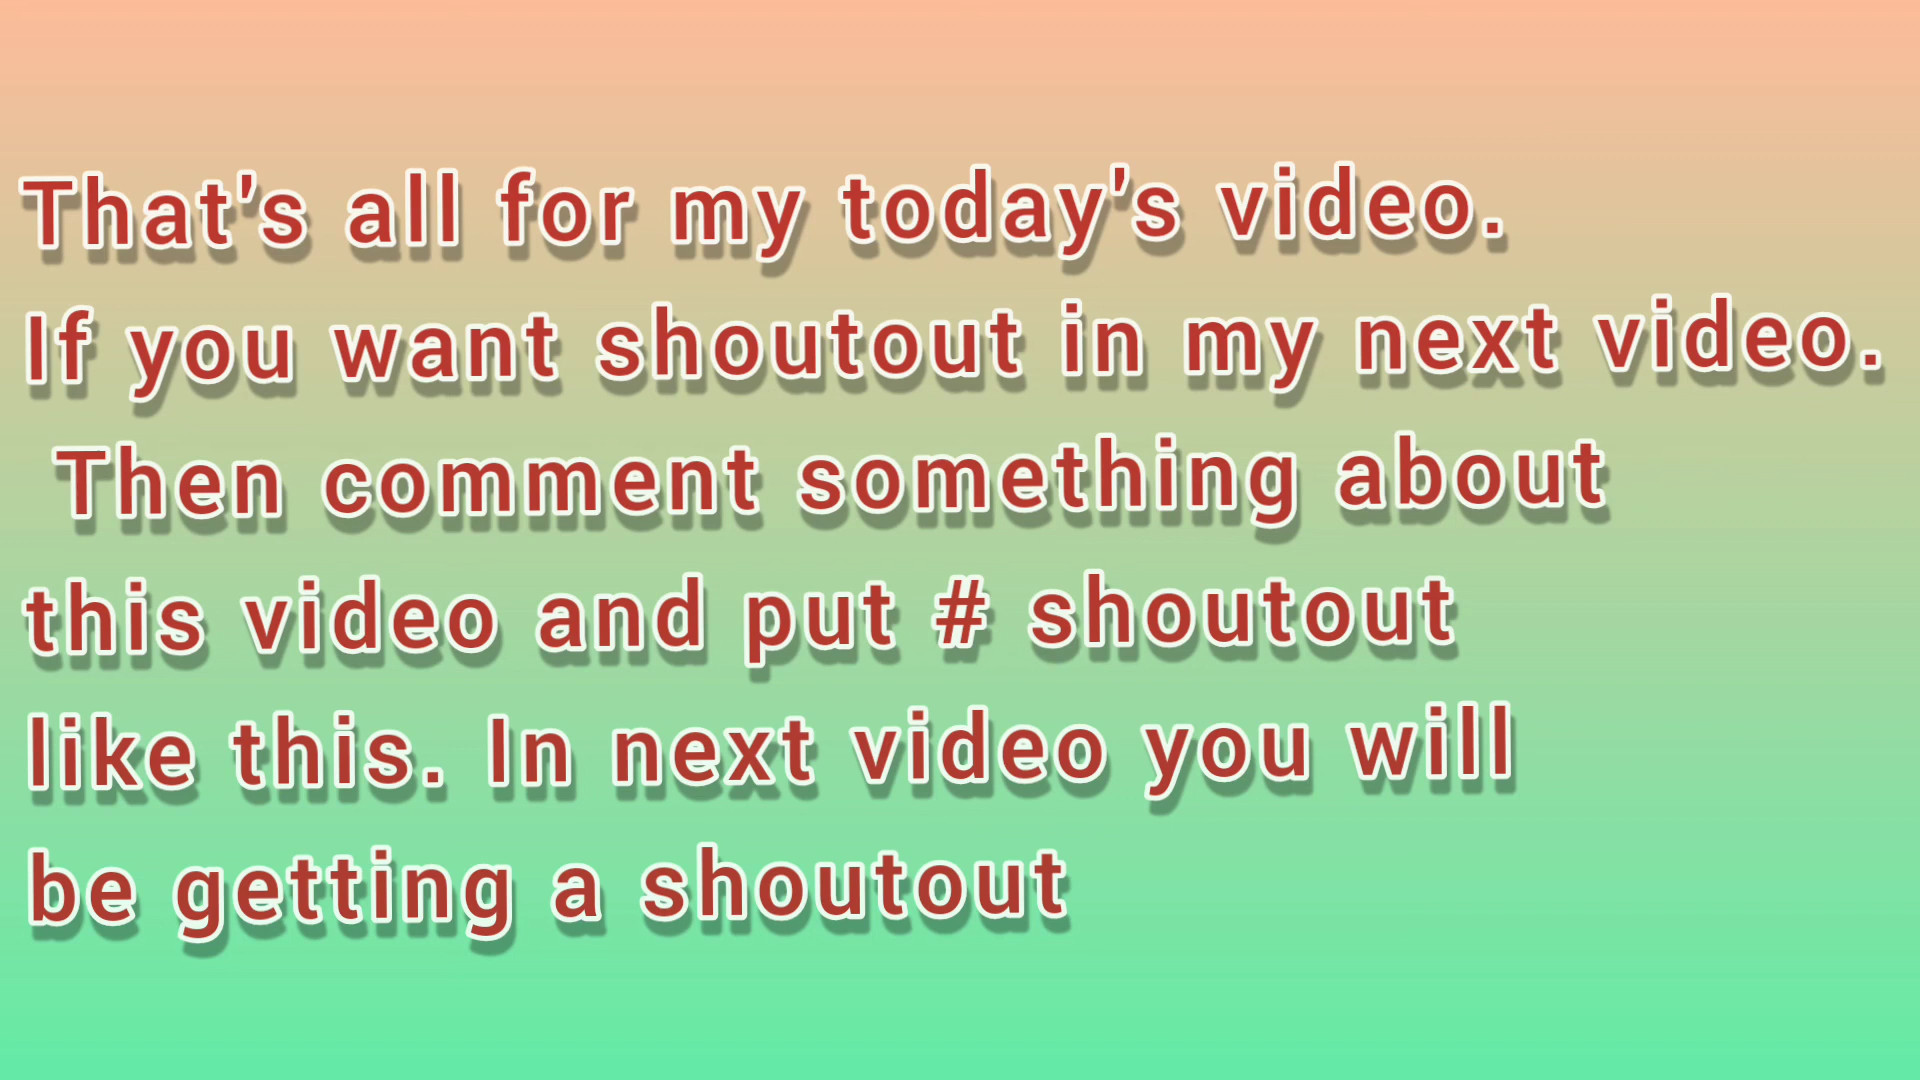 That's all for my today's video.
If you want shoutout in my next video.
Then comment something about
this video and put # shoutout
like this. In next video you will
be getting a shoutout